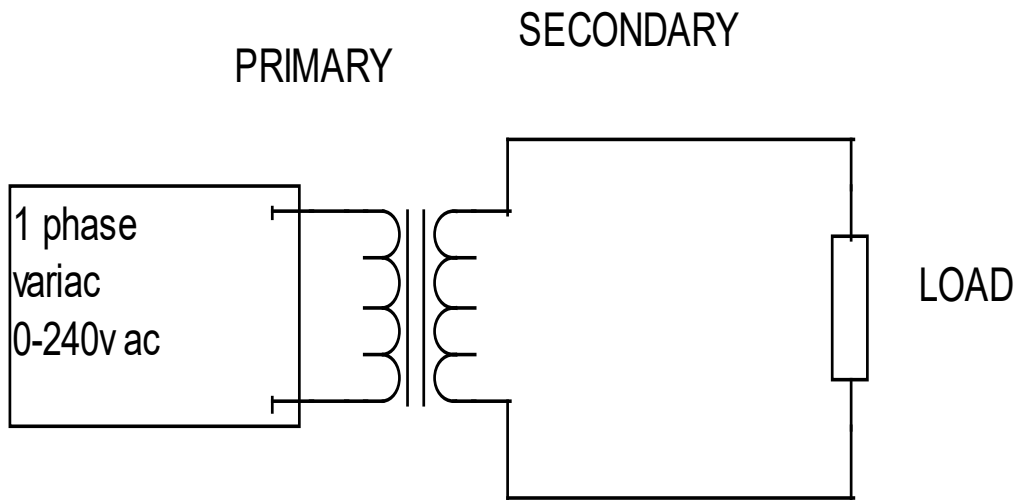 SECONDARY
PRIMARY
1 phase
variac
0-240v ac
LOAD